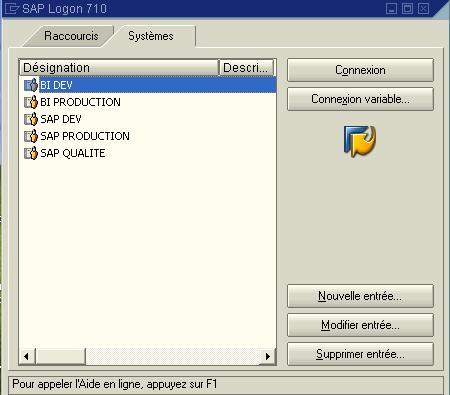 SAP Logon 710
Raccourcis
Systèmes
Désignation
Descri...
BI DEV
BI PRODUCTION
SAP DEV
SAP PRODUCTION
SAP QUALITE
Connexion
Connexion variable...
Nouvelle entrée...
Modifier entrée...
Supprimer entrée...
Pour appeler l'Aide en ligne, appuyez sur F1